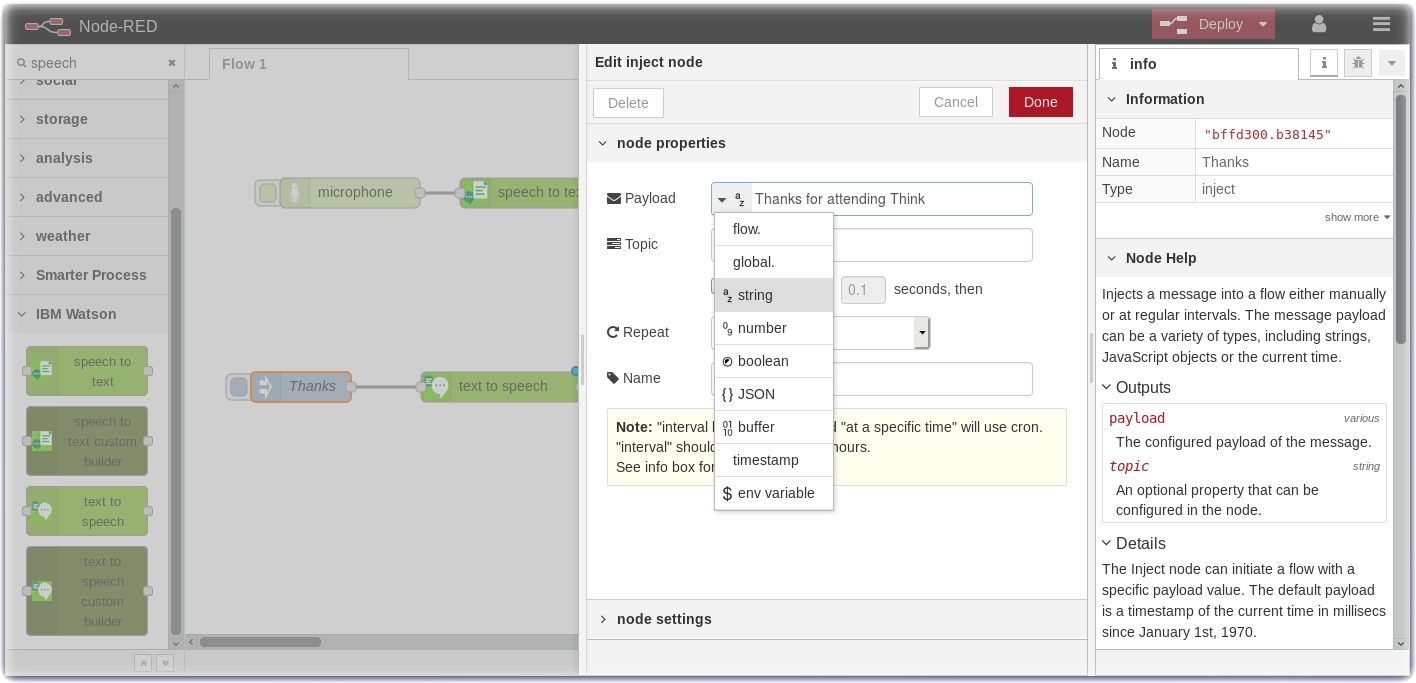 Node-RED
Deploy
speech
social
storage
analysis
advanced
weather
Smarter Process
IBM Watson
speech to
text
speech to
text custom
builder
text to
speech
text to
speech
custom
builder
Flow 1
microphone
speech to tex
Thanks
text to speech
Edit inject node
Delete
Cancel
Done
node properties
Payload
Thanks for attending Think
Topic
0.1
seconds, then
Repeat
Name
flow.
global.
string
number
boolean
{ } JSON
buffer
timestamp
$ env variable
Note: "interval "at a specific time" will use cron.
"interval" should hours.
See info box for
node settings
info
Information
Node
"bffd300.b38145"
Name
Thanks
Type
inject
show more
Node Help
Injects a message into a flow either manually
or at regular intervals. The message payload
can be a variety of types, including strings,
JavaScript objects or the current time.
Outputs
payload
various
The configured payload of the message.
topic
string
An optional property that can be
configured in the node.
Details
The Inject node can initiate a flow with a
specific payload value. The default payload
is a timestamp of the current time in millisecs
since January 1st, 1970.